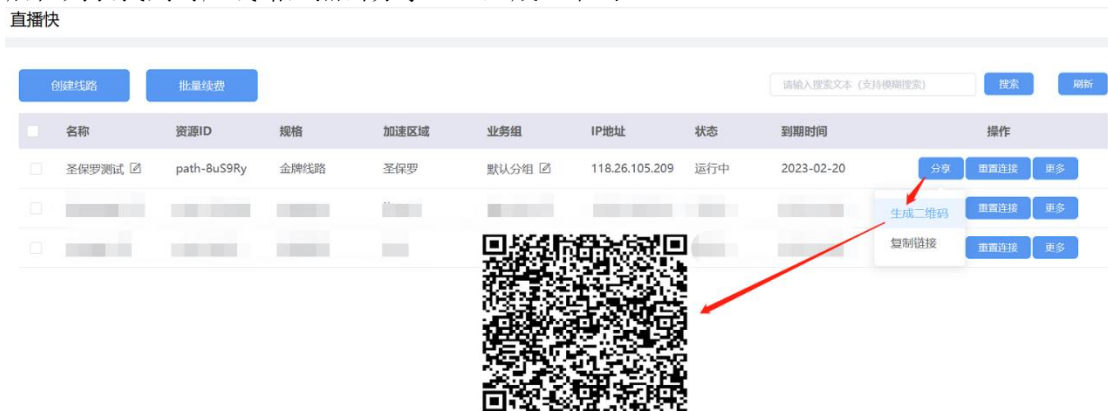 直播快
创建线路 批量续费 请输入搜索文本（支持模糊搜索） 搜索 刷新
名称 资源ID 规格 加速区域 业务组 IP地址 状态 到期时间 操作
圣保罗测试 path-8uS9Ry 金牌线路 圣保罗 默认分组 118.26.105.209 运行中 2023-02-20 分享 重置连接 更多
生成二维码 重置连接 更多
复制链接 重置连接 更多